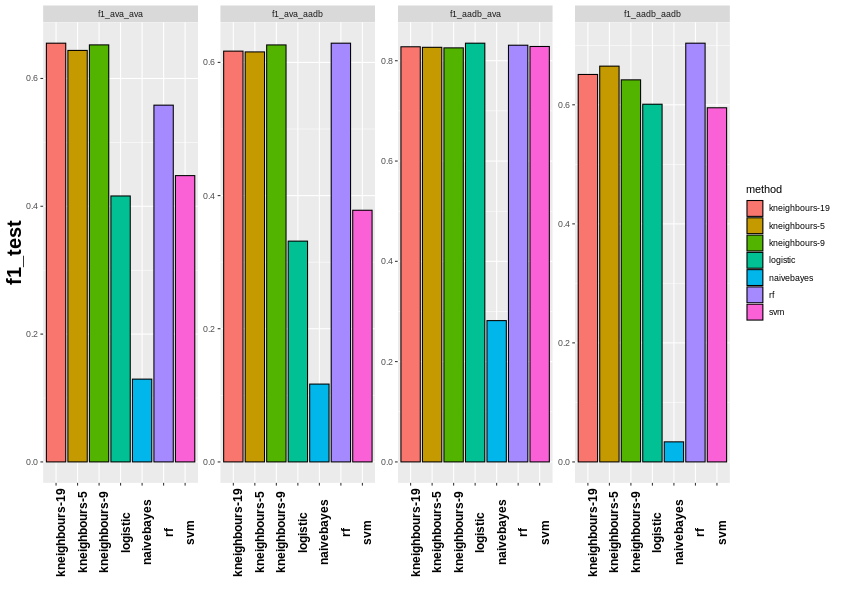 f1_ava_ava
f1_ava_aadb
f1_aadb_ava
f1_aadb_aadb
f1_test
0.6
0.4
0.2
0.0
0.6
0.4
0.2
0.0
0.8
0.6
0.4
0.2
0.0
0.6
0.4
0.2
0.0
kneighbours-19
kneighbours-5
kneighbours-9
logistic
naivebayes
rf
svm
kneighbours-19
kneighbours-5
kneighbours-9
logistic
naivebayes
rf
svm
kneighbours-19
kneighbours-5
kneighbours-9
logistic
naivebayes
rf
svm
kneighbours-19
kneighbours-5
kneighbours-9
logistic
naivebayes
rf
svm
method
kneighbours-19
kneighbours-5
kneighbours-9
logistic
naivebayes
rf
svm